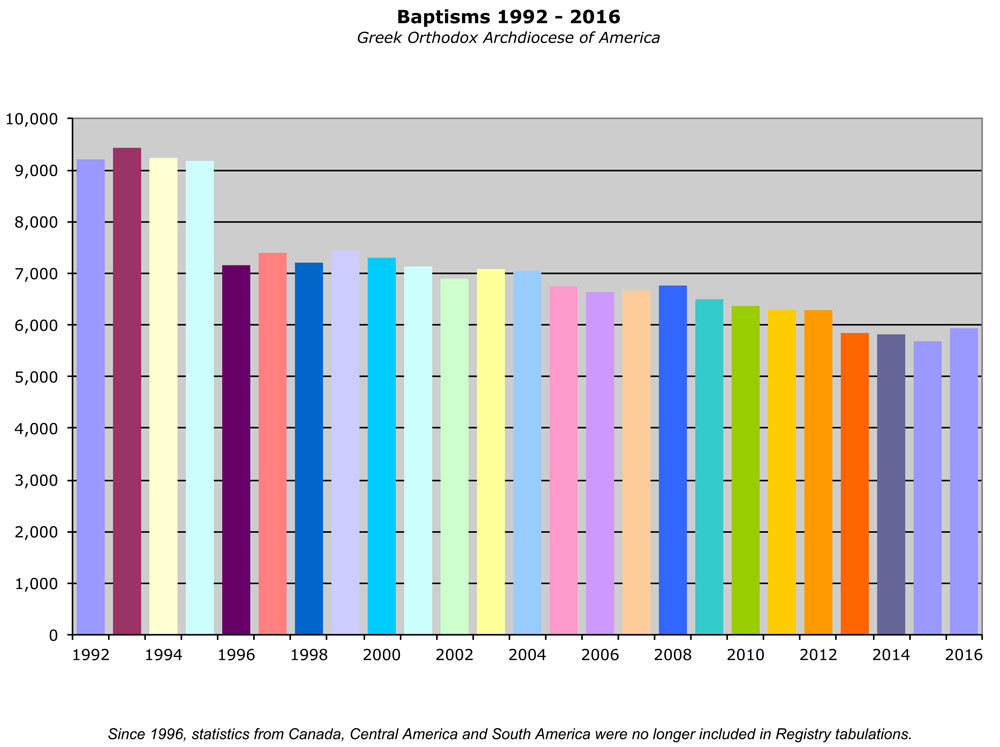 Baptisms 1992 - 2016
Greek Orthodox Archdiocese of America
10,000
9,000
8,000
7,000
6,000
5,000
4,000
3,000
2,000
1,000
0
1992 1994 1996 1998 2000 2002 2004 2006 2008 2010 2012 2014 2016
Since 1996, statistics from Canada, Central America and South America were no longer included in Registry tabulations.